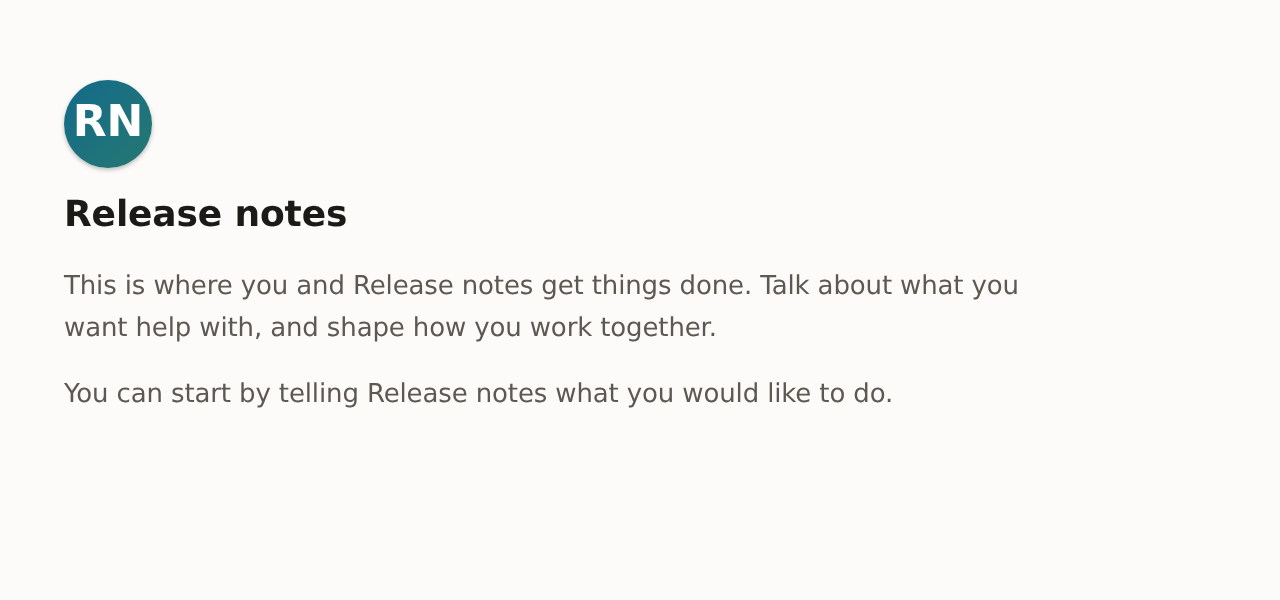 RN
Release notes
This is where you and Release notes get things done. Talk about what you
want help with, and shape how you work together.
You can start by telling Release notes what you would like to do.